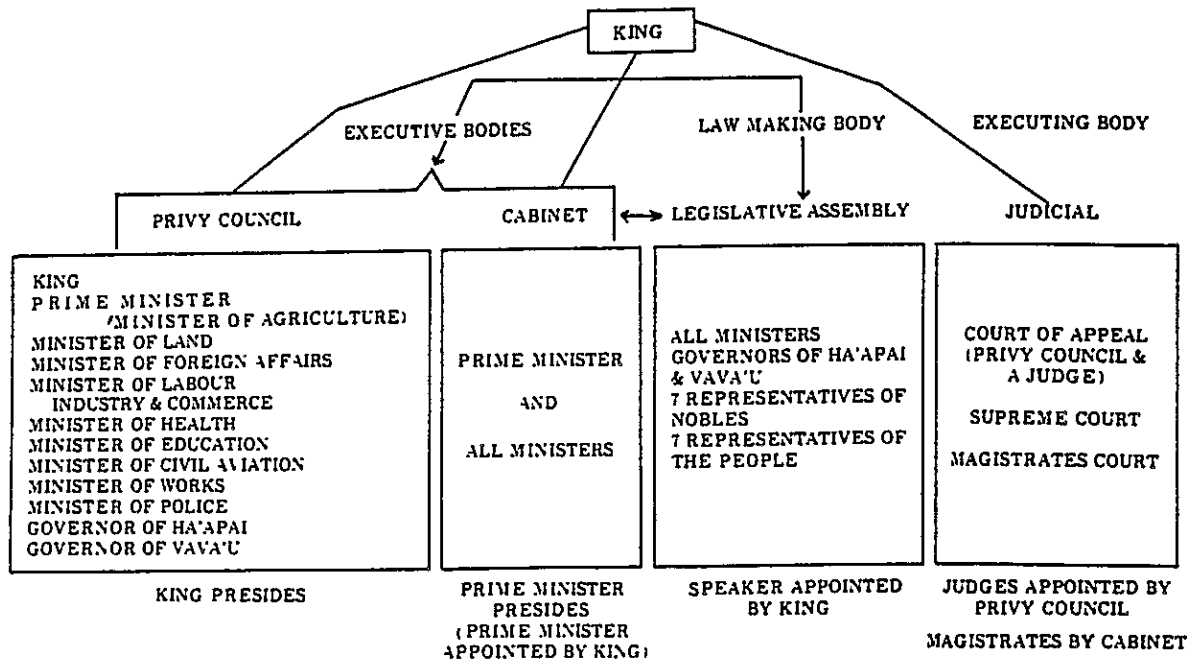 KING
EXECUTIVE BODIES
LAW MAKING BODY
EXECUTING BODY
PRIVY COUNCIL
CABINET
LEGISLATIVE ASSEMBLY
JUDICIAL
KING
PRIME MINISTER
(MINISTER OF AGRICULTURE)
MINISTER OF LAND
MINISTER OF FOREIGN AFFAIRS
MINISTER OF LABOUR
INDUSTRY & COMMERCE
MINISTER OF HEALTH
MINISTER OF EDUCATION
MINISTER OF CIVIL AVIATION
MINISTER OF WORKS
MINISTER OF POLICE
GOVERNOR OF HA'APAI
GOVERNOR OF VAVA'U
KING PRESIDES
PRIME MINISTER
AND
ALL MINISTERS
PRIME MINISTER
PRESIDES
(PRIME MINISTER
APPOINTED BY KING)
ALL MINISTERS
GOVERNORS OF HA'APAI
& VAVA'U
7 REPRESENTATIVES OF
NOBLES
7 REPRESENTATIVES OF
THE PEOPLE
SPEAKER APPOINTED
BY KING
COURT OF APPEAL
(PRIVY COUNCIL &
A JUDGE)
SUPREME COURT
MAGISTRATES COURT
JUDGES APPOINTED BY
PRIVY COUNCIL
MAGISTRATES BY CABINET